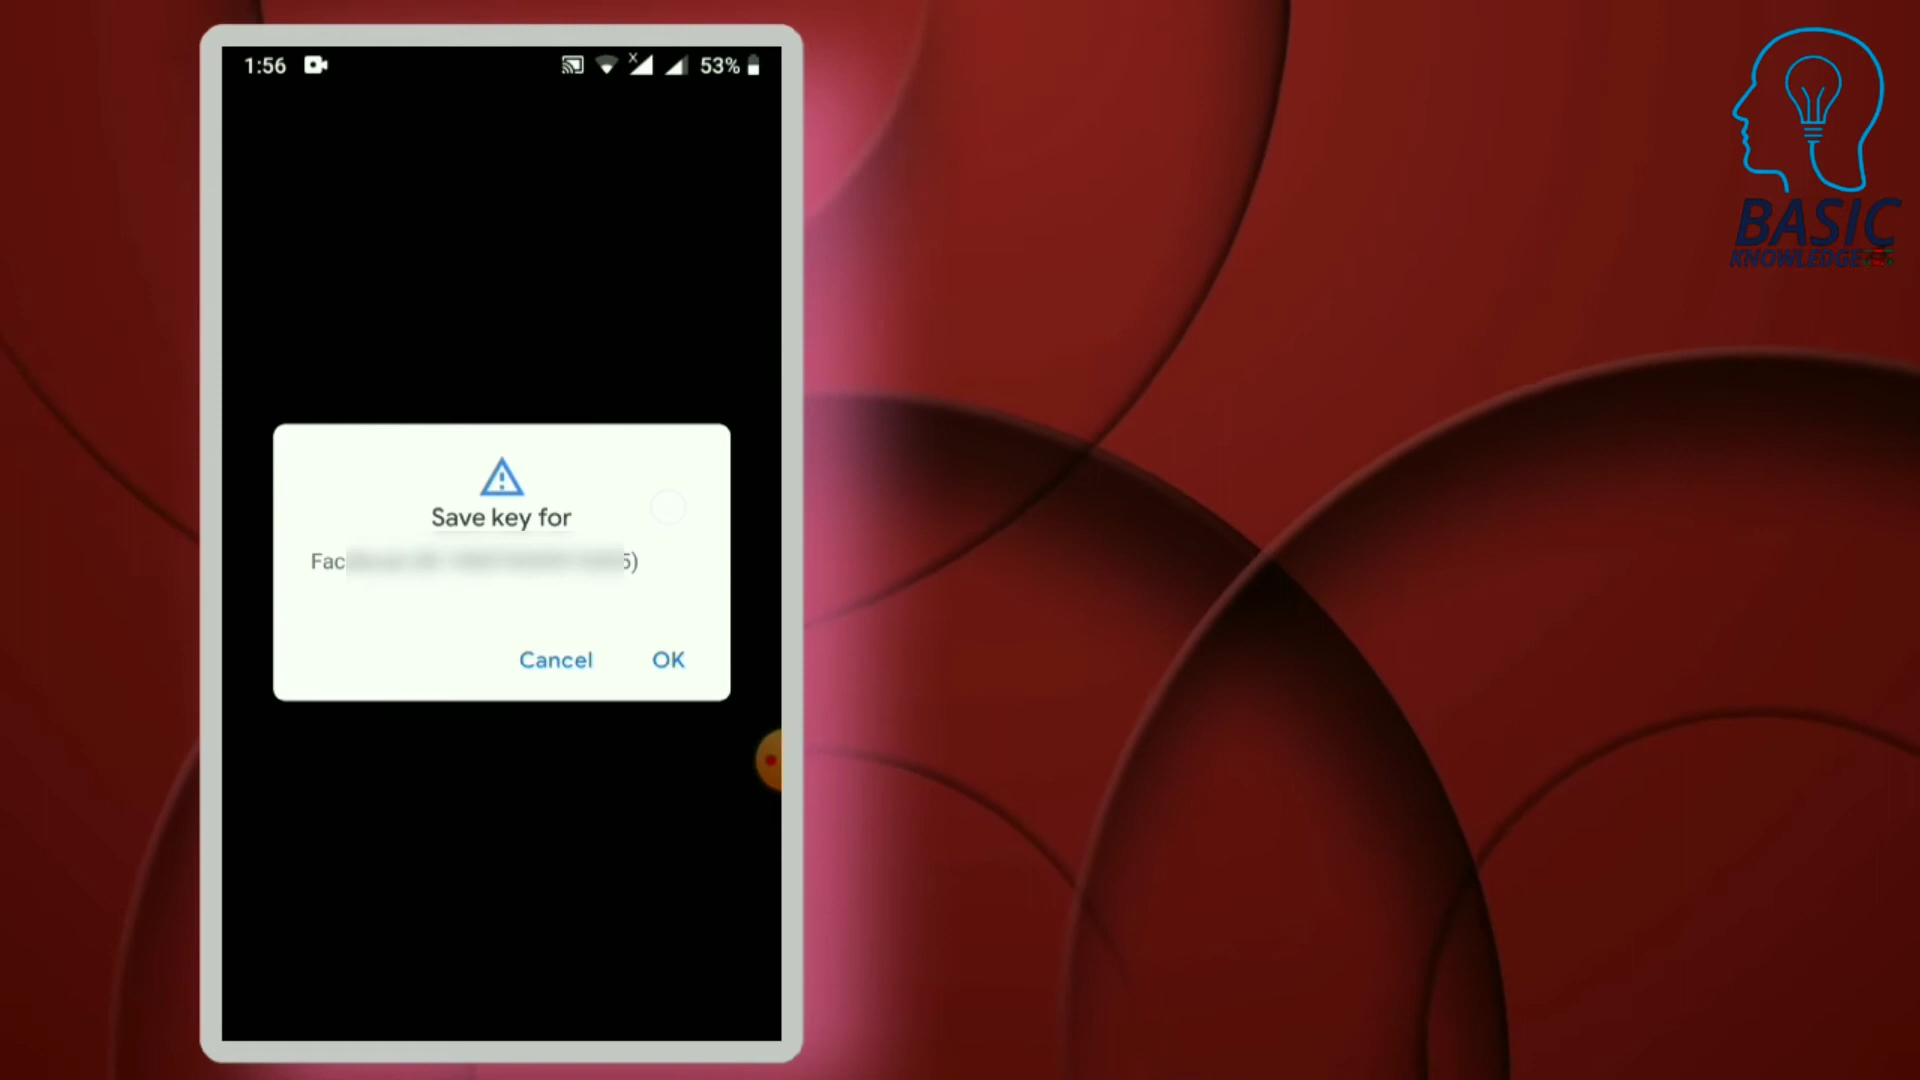 1:56
53%
BASIC
KNOWLEDGE
Save key for
Fac
5)
Cancel OK